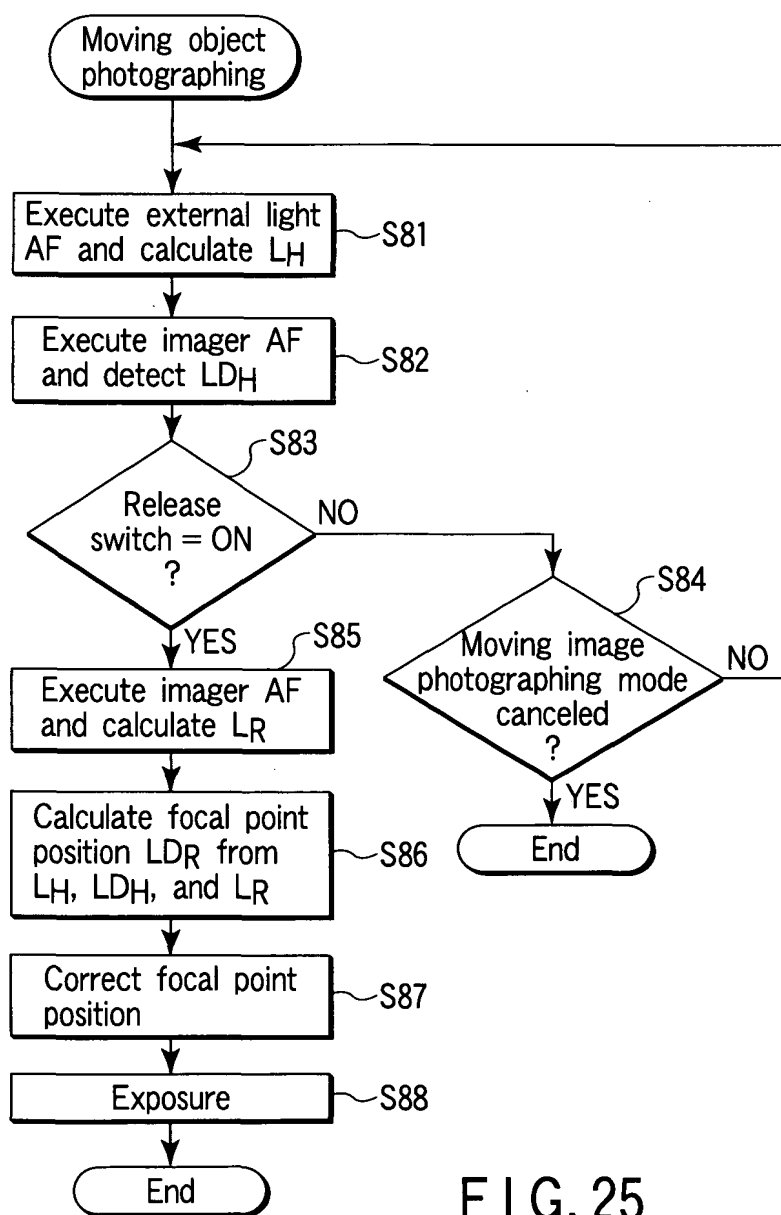 Moving object
photographing
Execute external light
AF and calculate LH
S81
Execute imager AF
and detect LDH
S82
S83
Release
switch = ON
?
NO
YES
S84
Moving image
photographing mode
canceled
?
NO
YES
End
S85
Execute imager AF
and calculate LR
Calculate focal point
position LDR from
LH, LDH, and LR
S86
Correct focal point
position
S87
Exposure
S88
End
FIG. 25